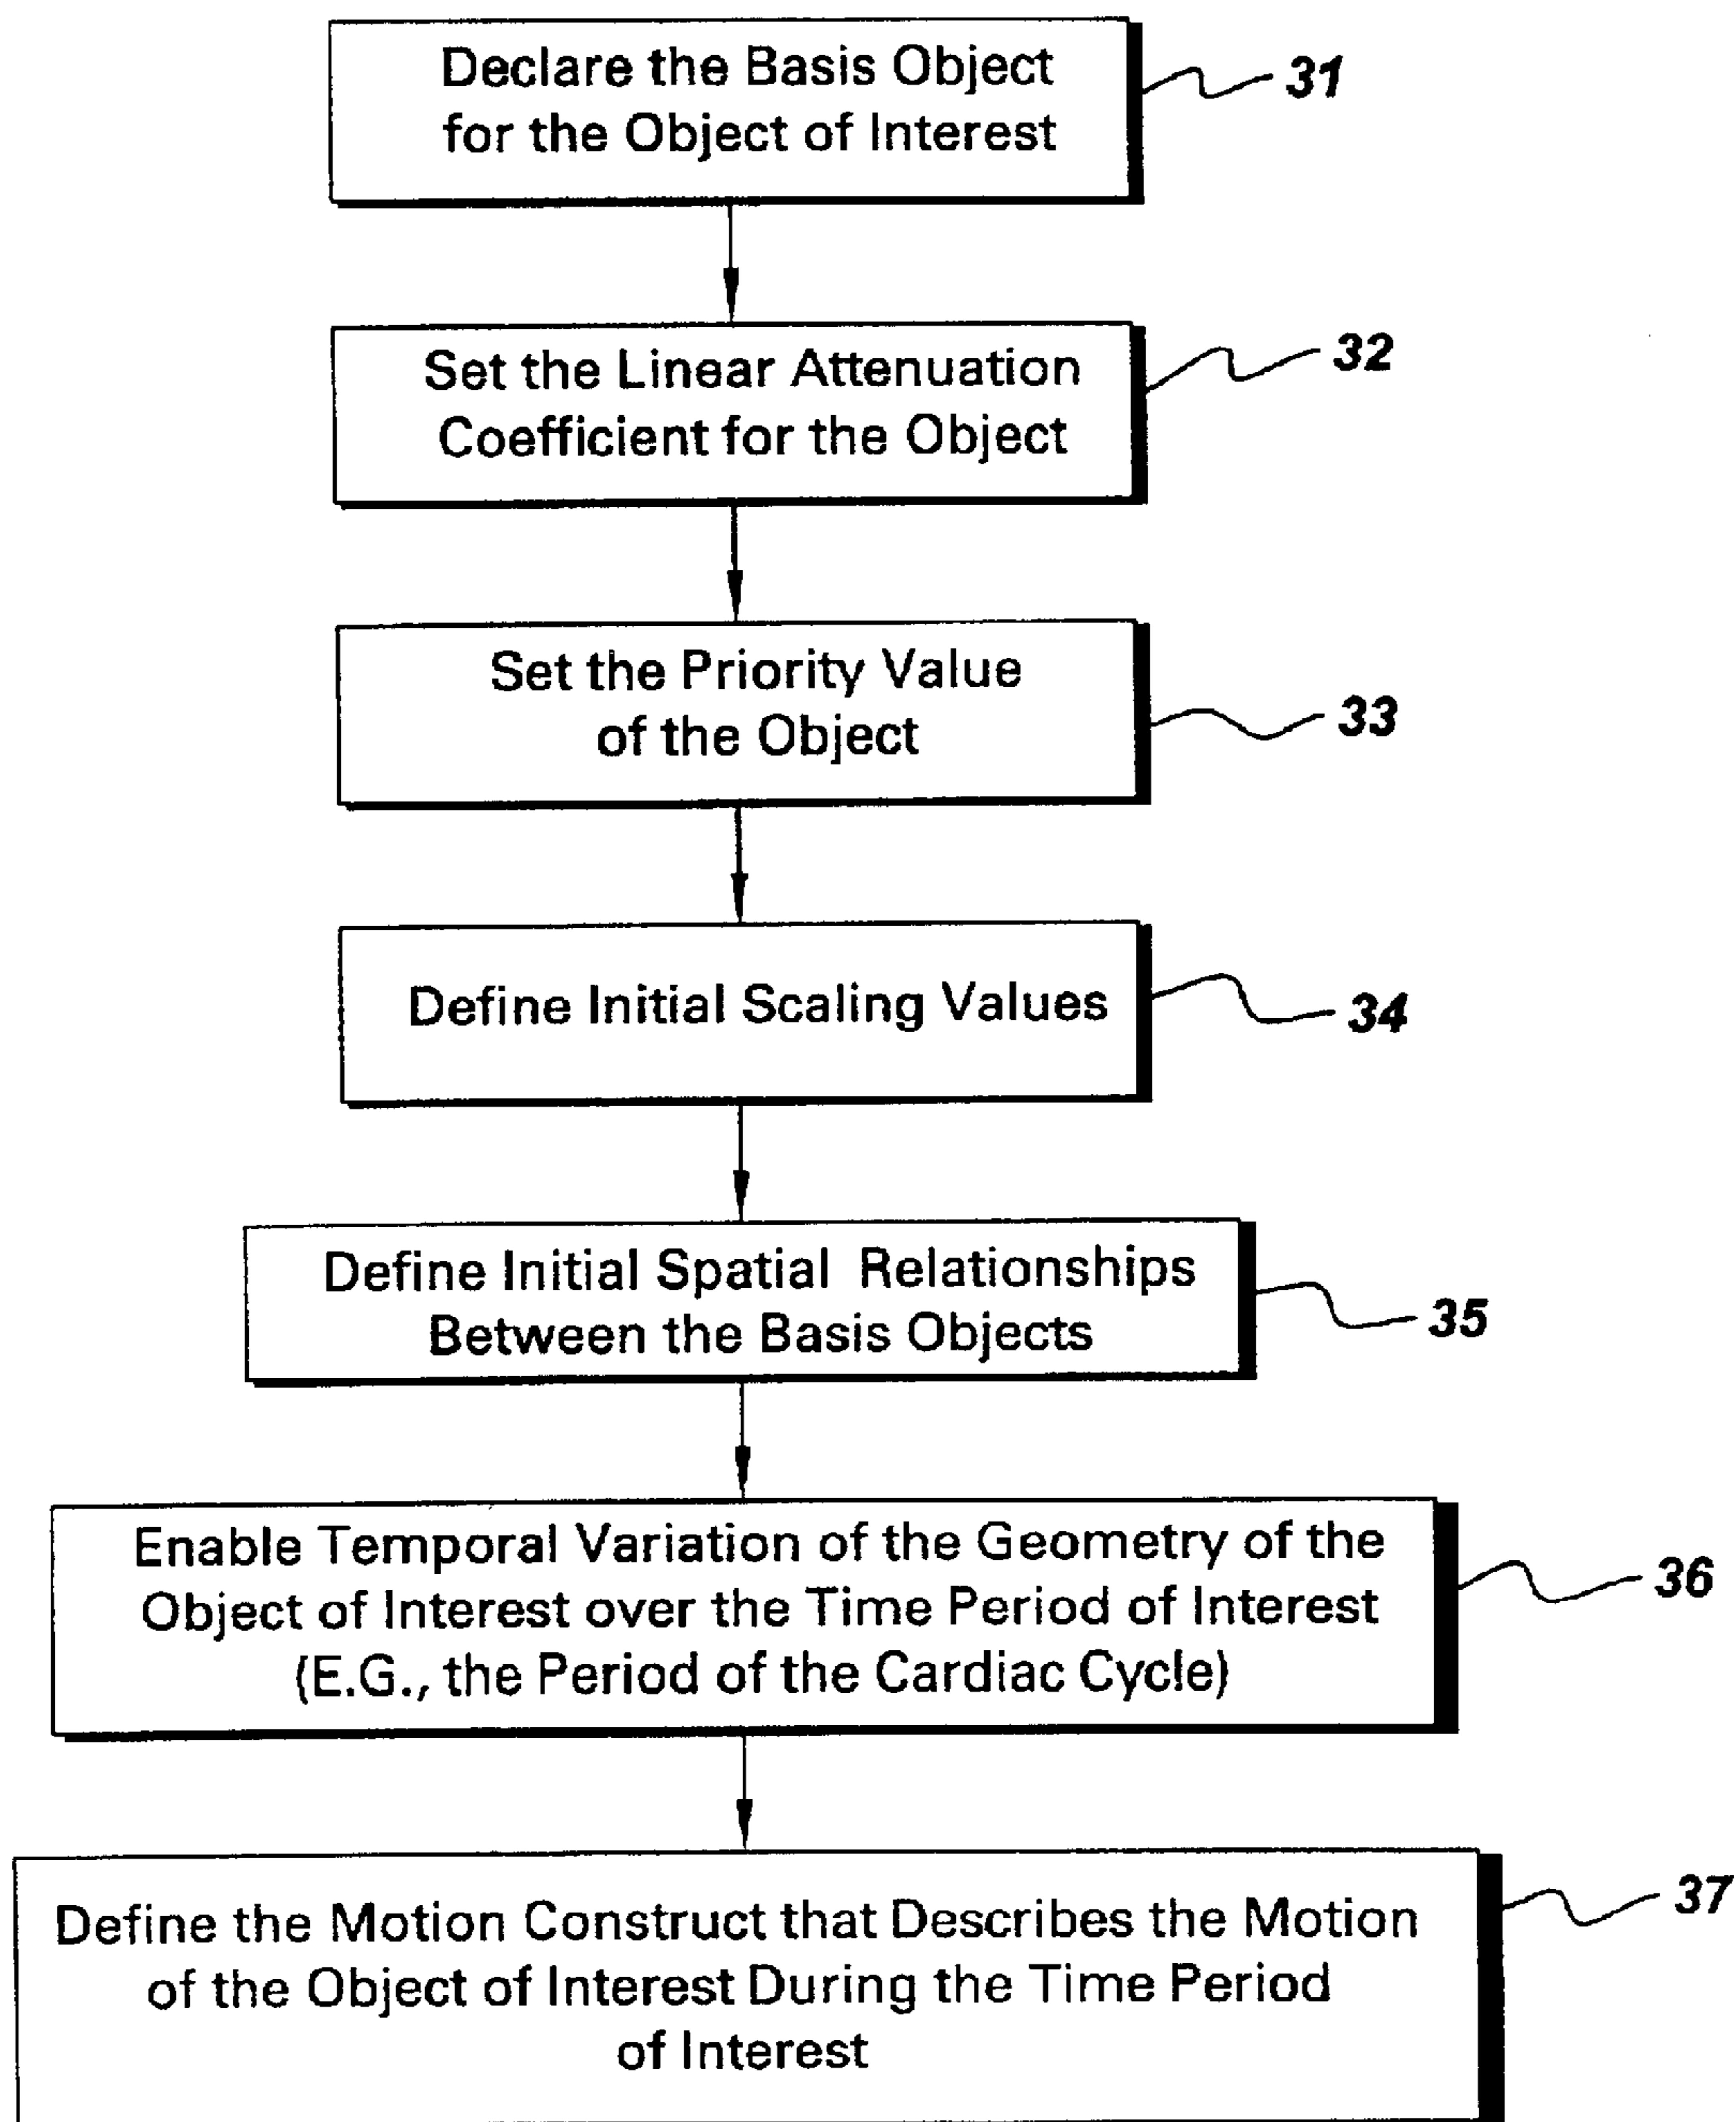 Declare the Basis Object
for the Object of Interest
31
Set the Linear Attenuation
Coefficient for the Object
32
Set the Priority Value
of the Object
33
Define Initial Scaling Values
34
Define Initial Spatial Relationships
Between the Basis Objects
35
Enable Temporal Variation of the Geometry of the
Object of Interest over the Time Period of Interest
(E.G., the Period of the Cardiac Cycle)
36
Define the Motion Construct that Describes the Motion
of the Object of Interest During the Time Period
of Interest
37